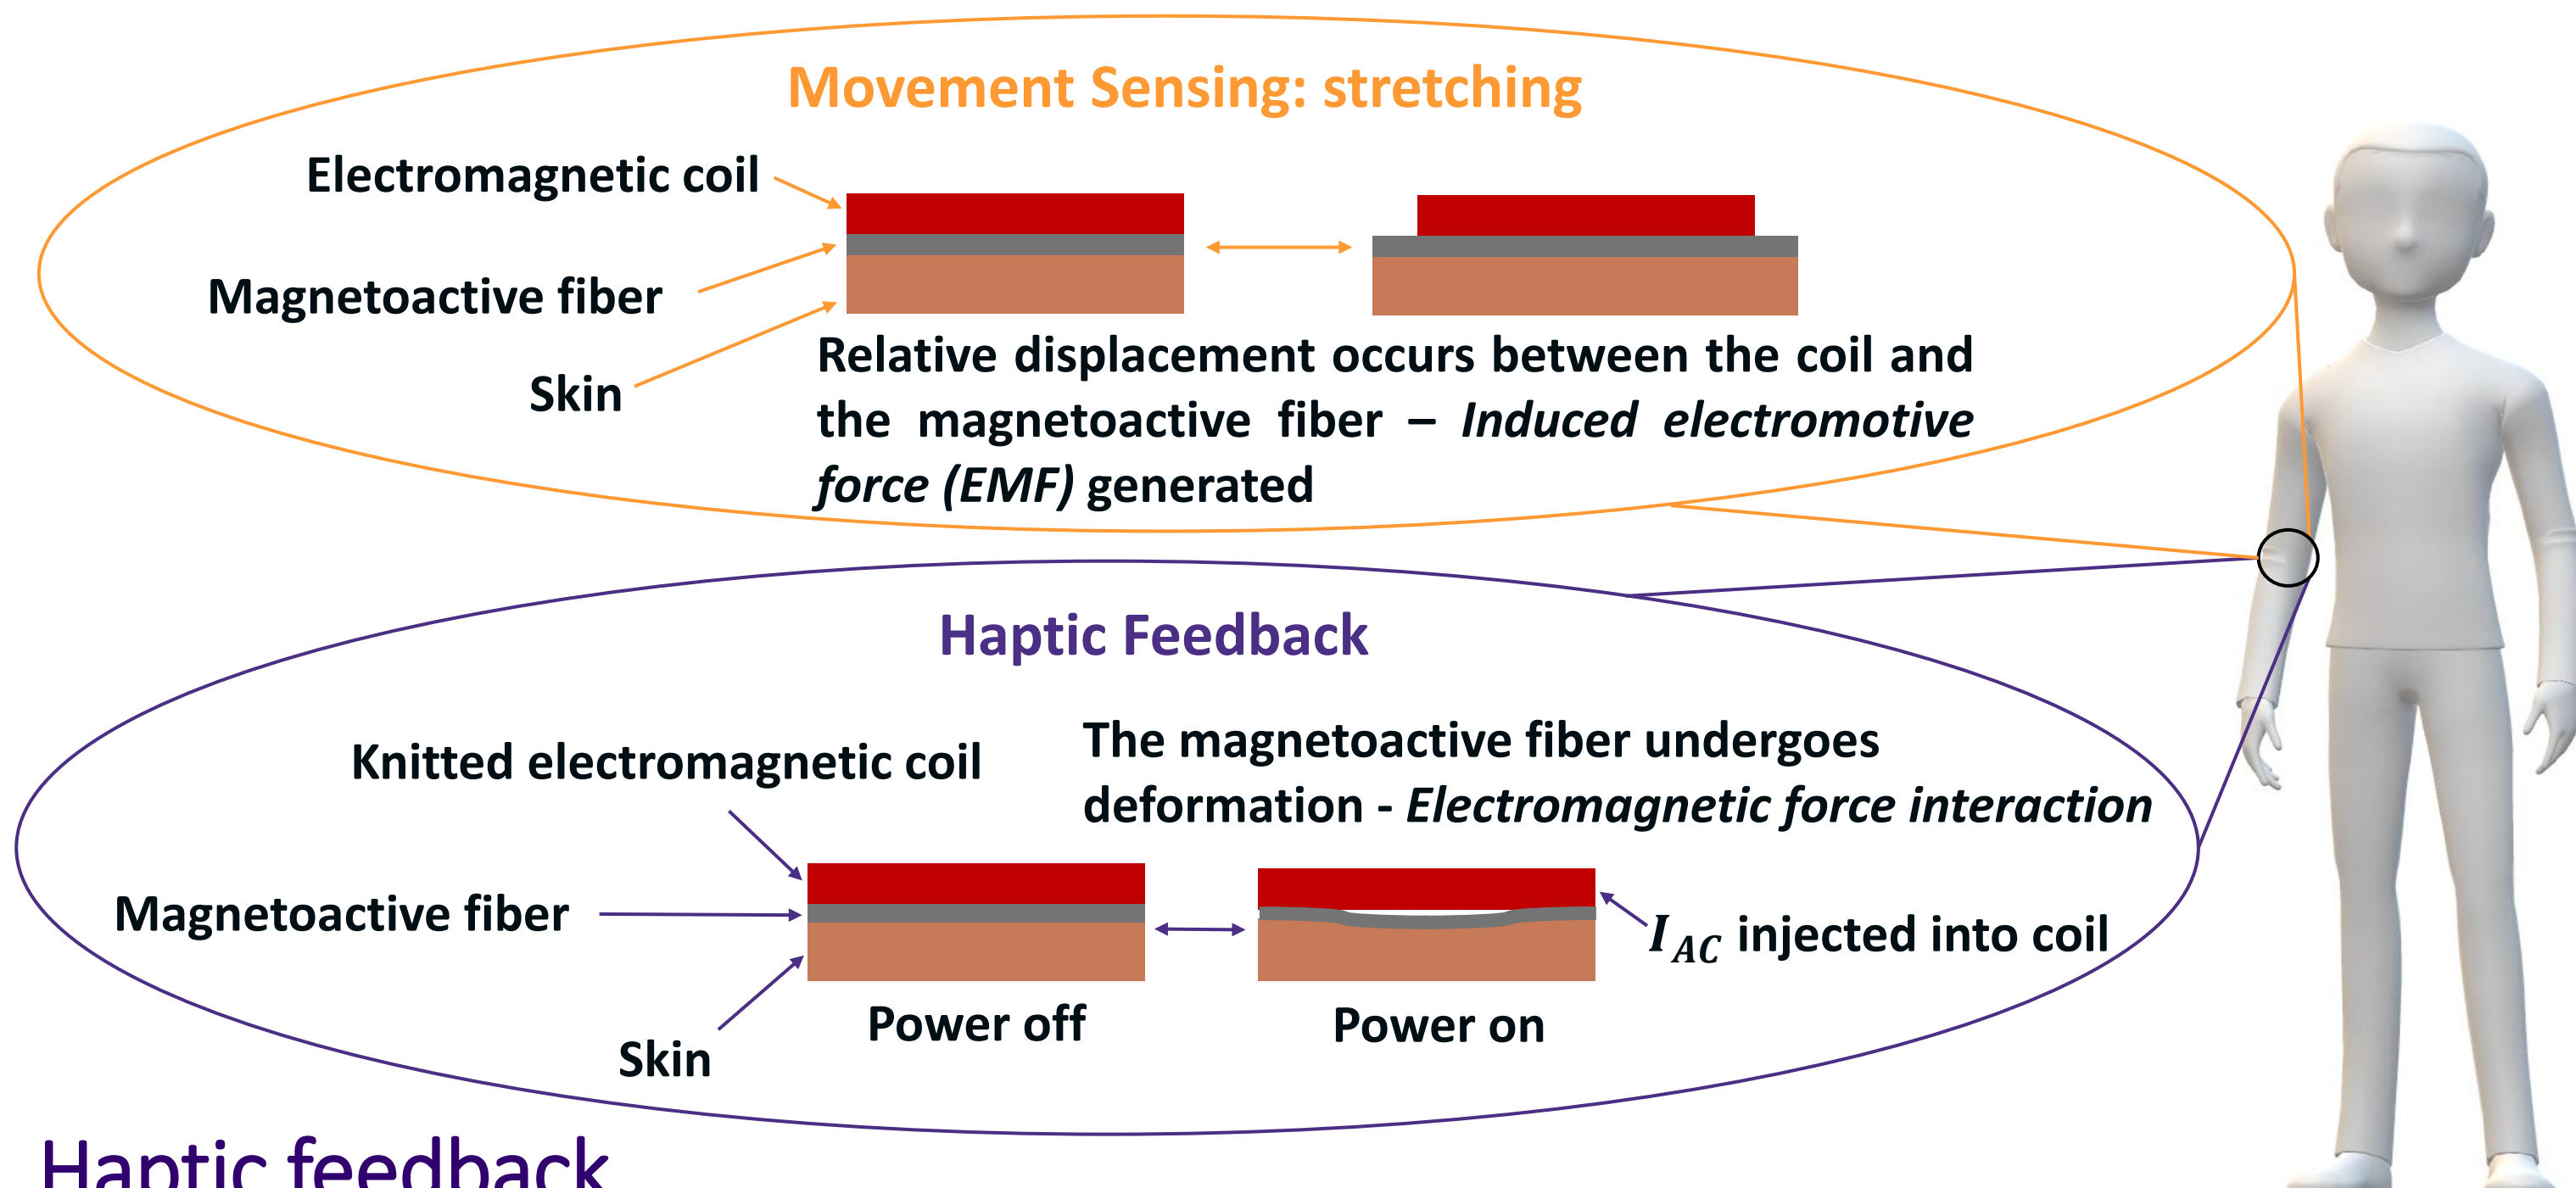 Movement Sensing: stretching
Electromagnetic coil
Magnetoactive fiber
Skin
Relative displacement occurs between the coil and
the magnetoactive fiber – Induced electromotive
force (EMF) generated
Haptic Feedback
The magnetoactive fiber undergoes
deformation - Electromagnetic force interaction
Knitted electromagnetic coil
Magnetoactive fiber
I_AC injected into coil
Skin
Power off
Power on
Haptic feedback